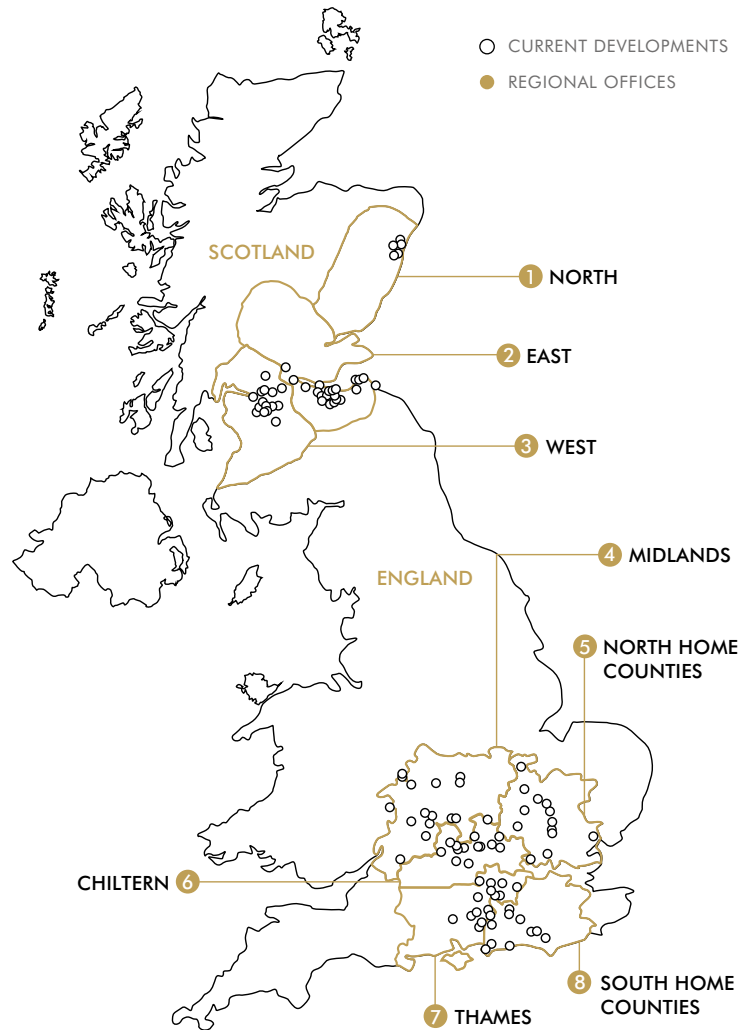 CURRENT DEVELOPMENTS
REGIONAL OFFICES
SCOTLAND
1 NORTH
2 EAST
3 WEST
4 MIDLANDS
ENGLAND
5 NORTH HOME
COUNTIES
CHILTERN 6
8 SOUTH HOME
COUNTIES
7 THAMES